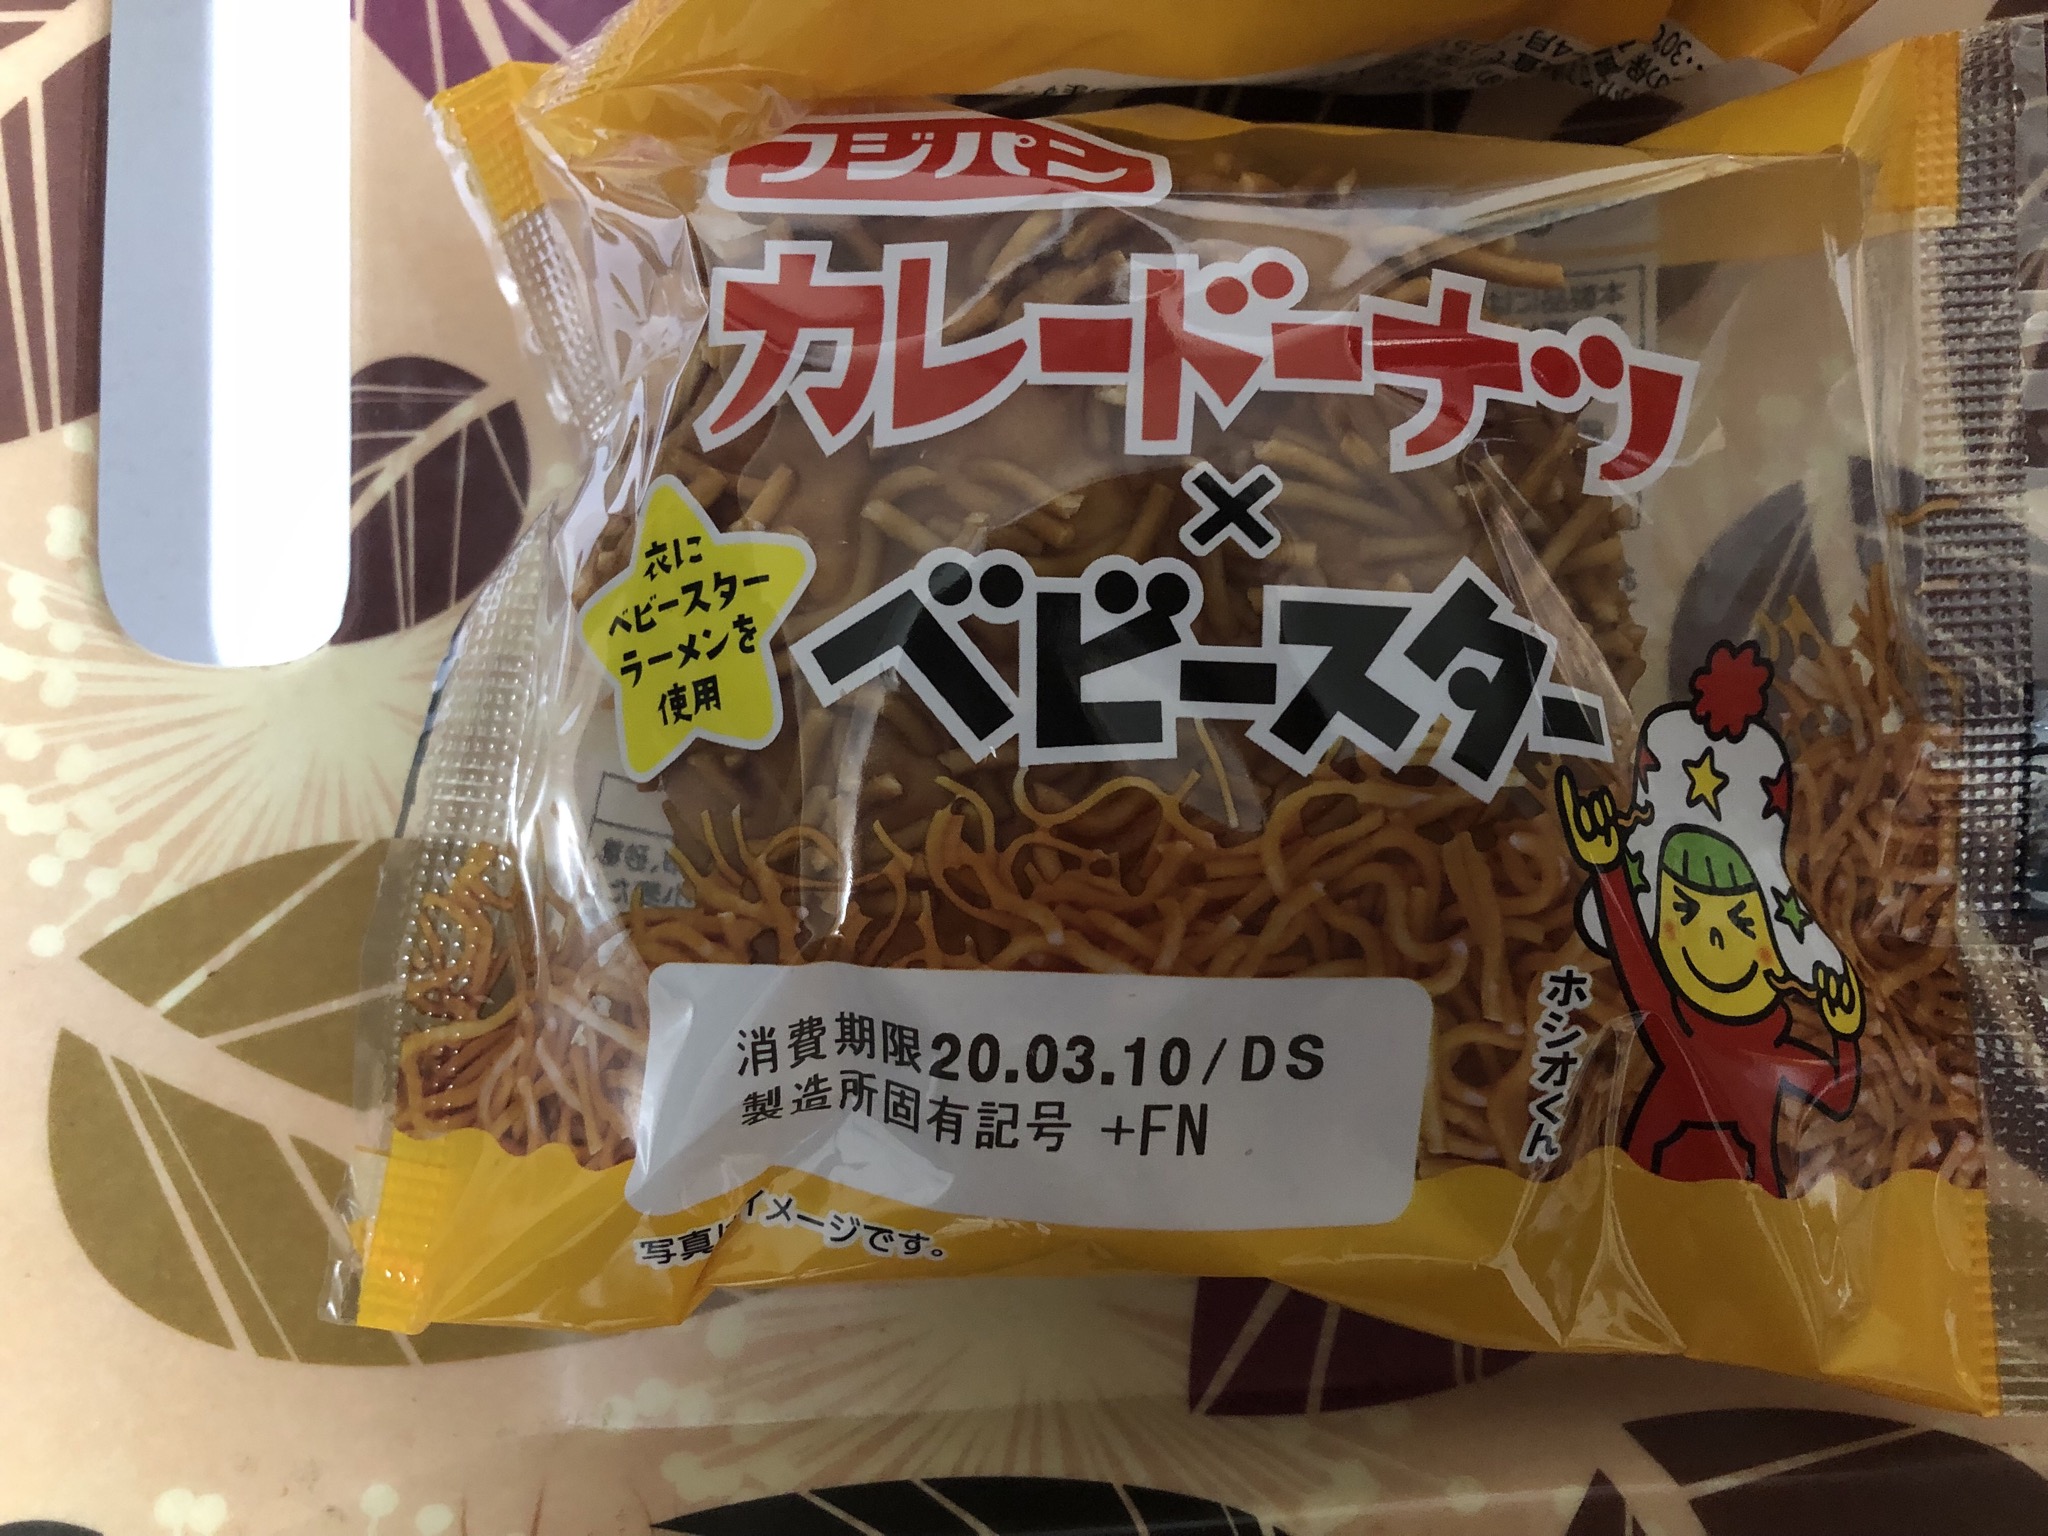 フジパン
カレードーナツ
×
ベビースター
衣に
ベビースター
ラーメンを
使用
ホシオくん
消費期限20.03.10/DS
製造所固有記号 +FN
写真はイメージです。